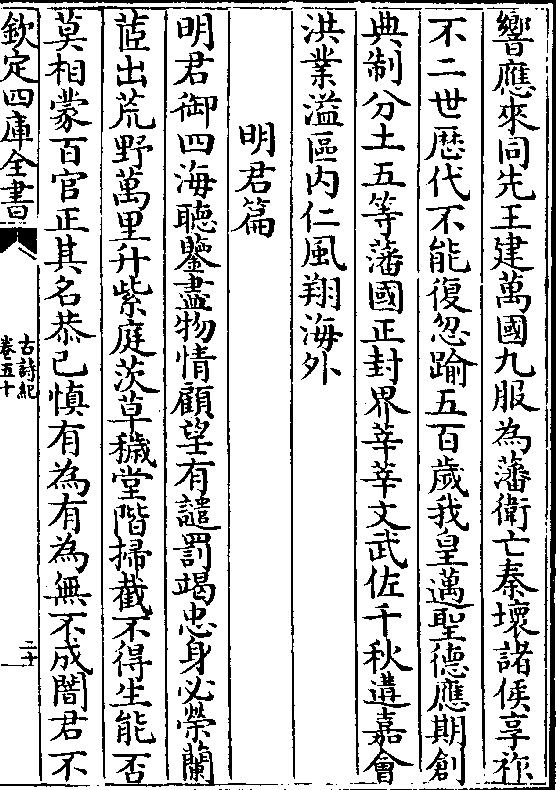 響應來同先王建萬國九服為藩衛亡秦壞諸侯享祚
不二世歴代不能復忽踰五百歲我皇邁聖德應期創
典制分土五等藩國正封界莘莘文武佐千秋遘嘉會
洪業溢區内仁風翔海外
明君篇
明君御四海聽鑒盡物情顧望有譴罰竭忠身必榮蘭
茝出荒野萬里升紫庭茨草穢堂階掃截不得生能否
莫相蒙百官正其名恭己慎有為有為無不成闇君不
欽定四庫全書
古詩紀
卷五十
二十